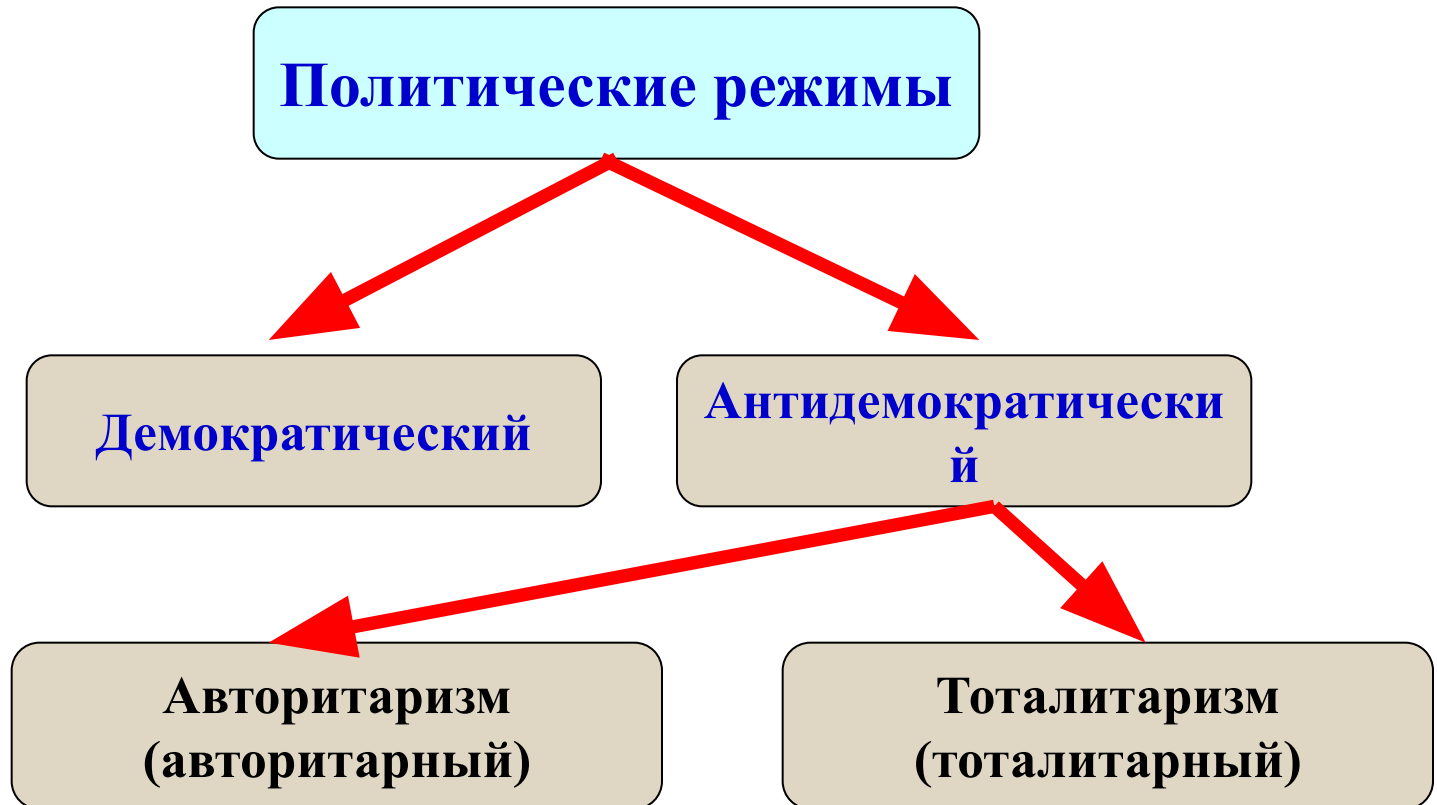 Политические режимы
Демократический
Антидемократически
й
Авторитаризм
(авторитарный)
Тоталитаризм
(тоталитарный)